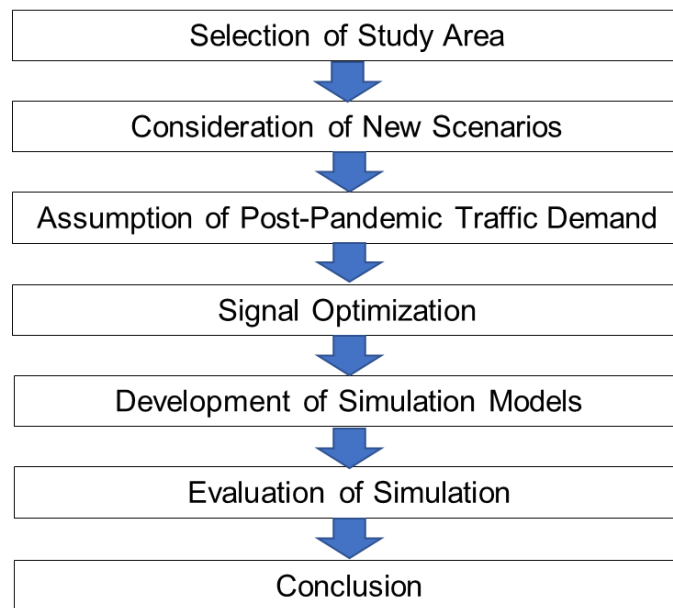 Selection of Study Area
Consideration of New Scenarios
Assumption of Post-Pandemic Traffic Demand
Signal Optimization
Development of Simulation Models
Evaluation of Simulation
Conclusion